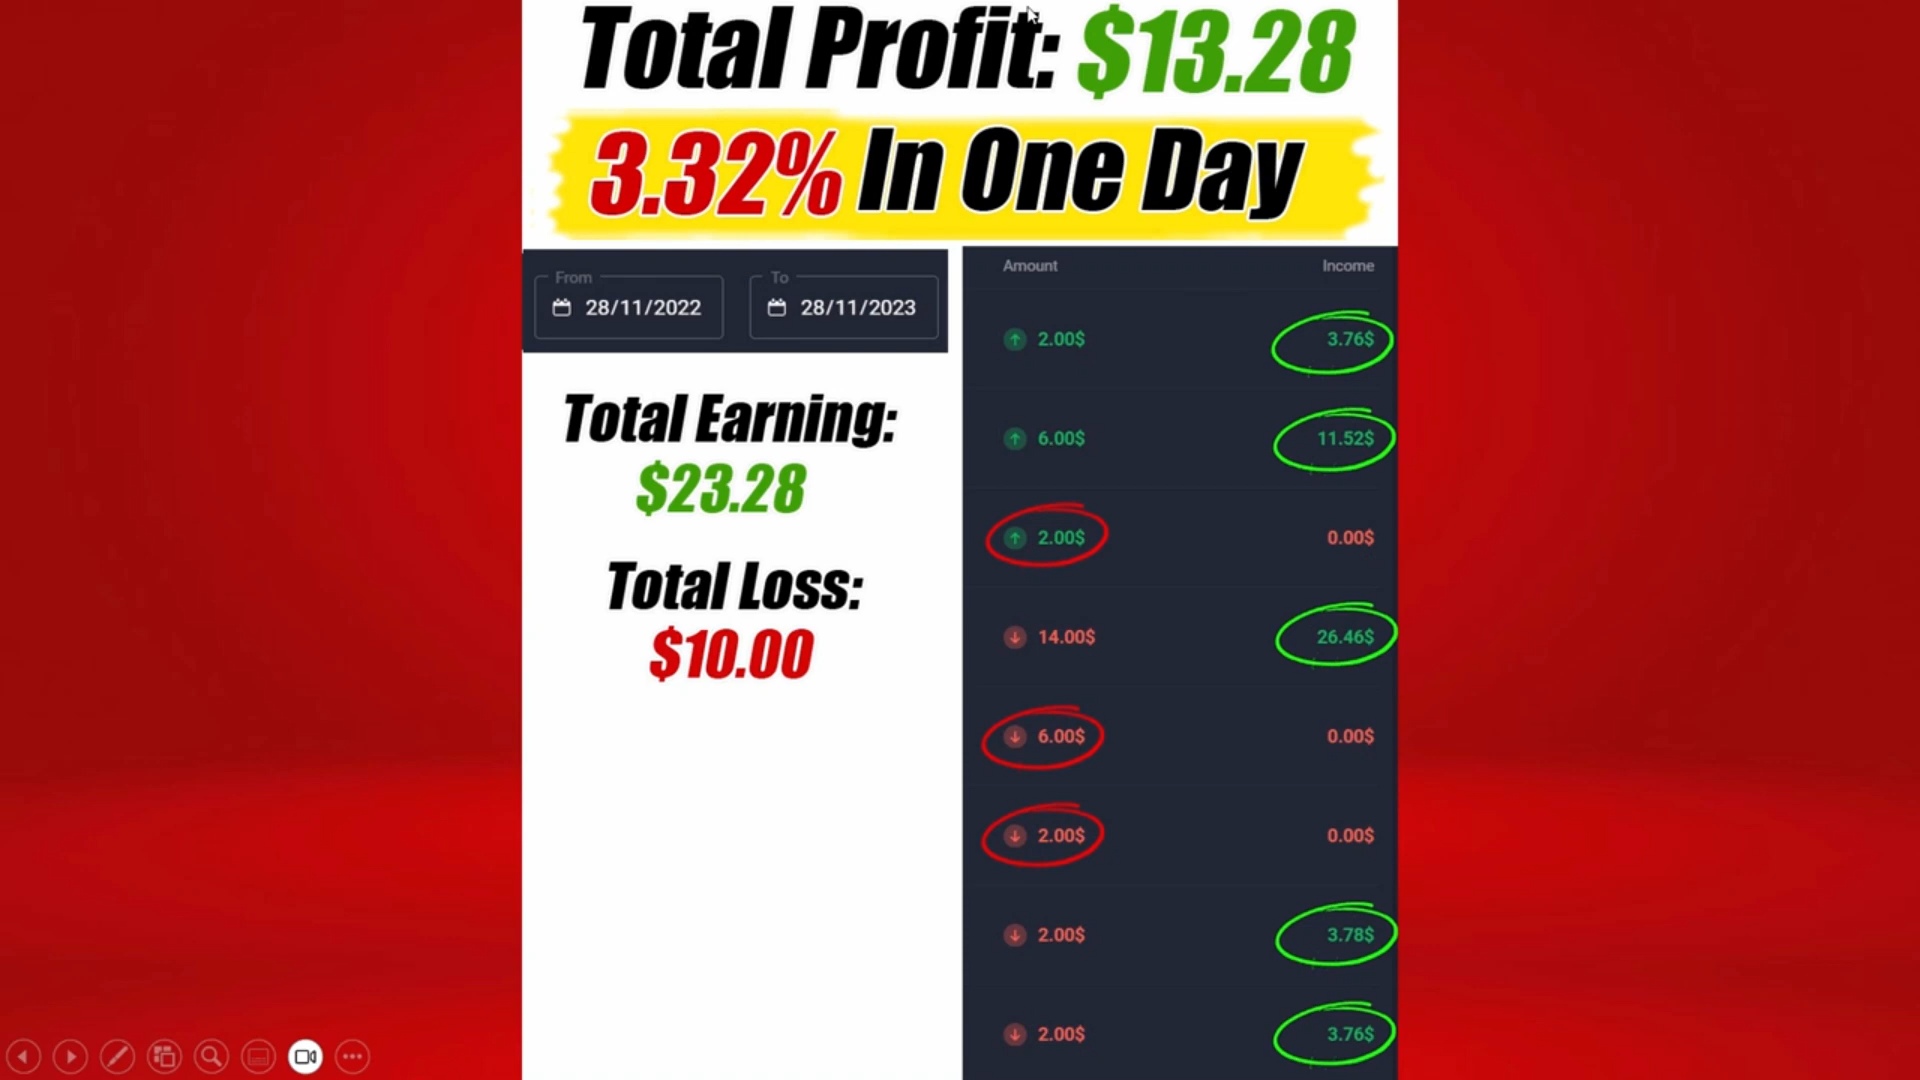 Total Profit: $13.28
3.32% In One Day
From
28/11/2022
To
28/11/2023
Total Earning:
$23.28
Total Loss:
$10.00
Amount Income
2.00$ 3.76$
6.00$ 11.52$
2.00$ 0.00$
14.00$ 26.46$
6.00$ 0.00$
2.00$ 0.00$
2.00$ 3.78$
2.00$ 3.76$